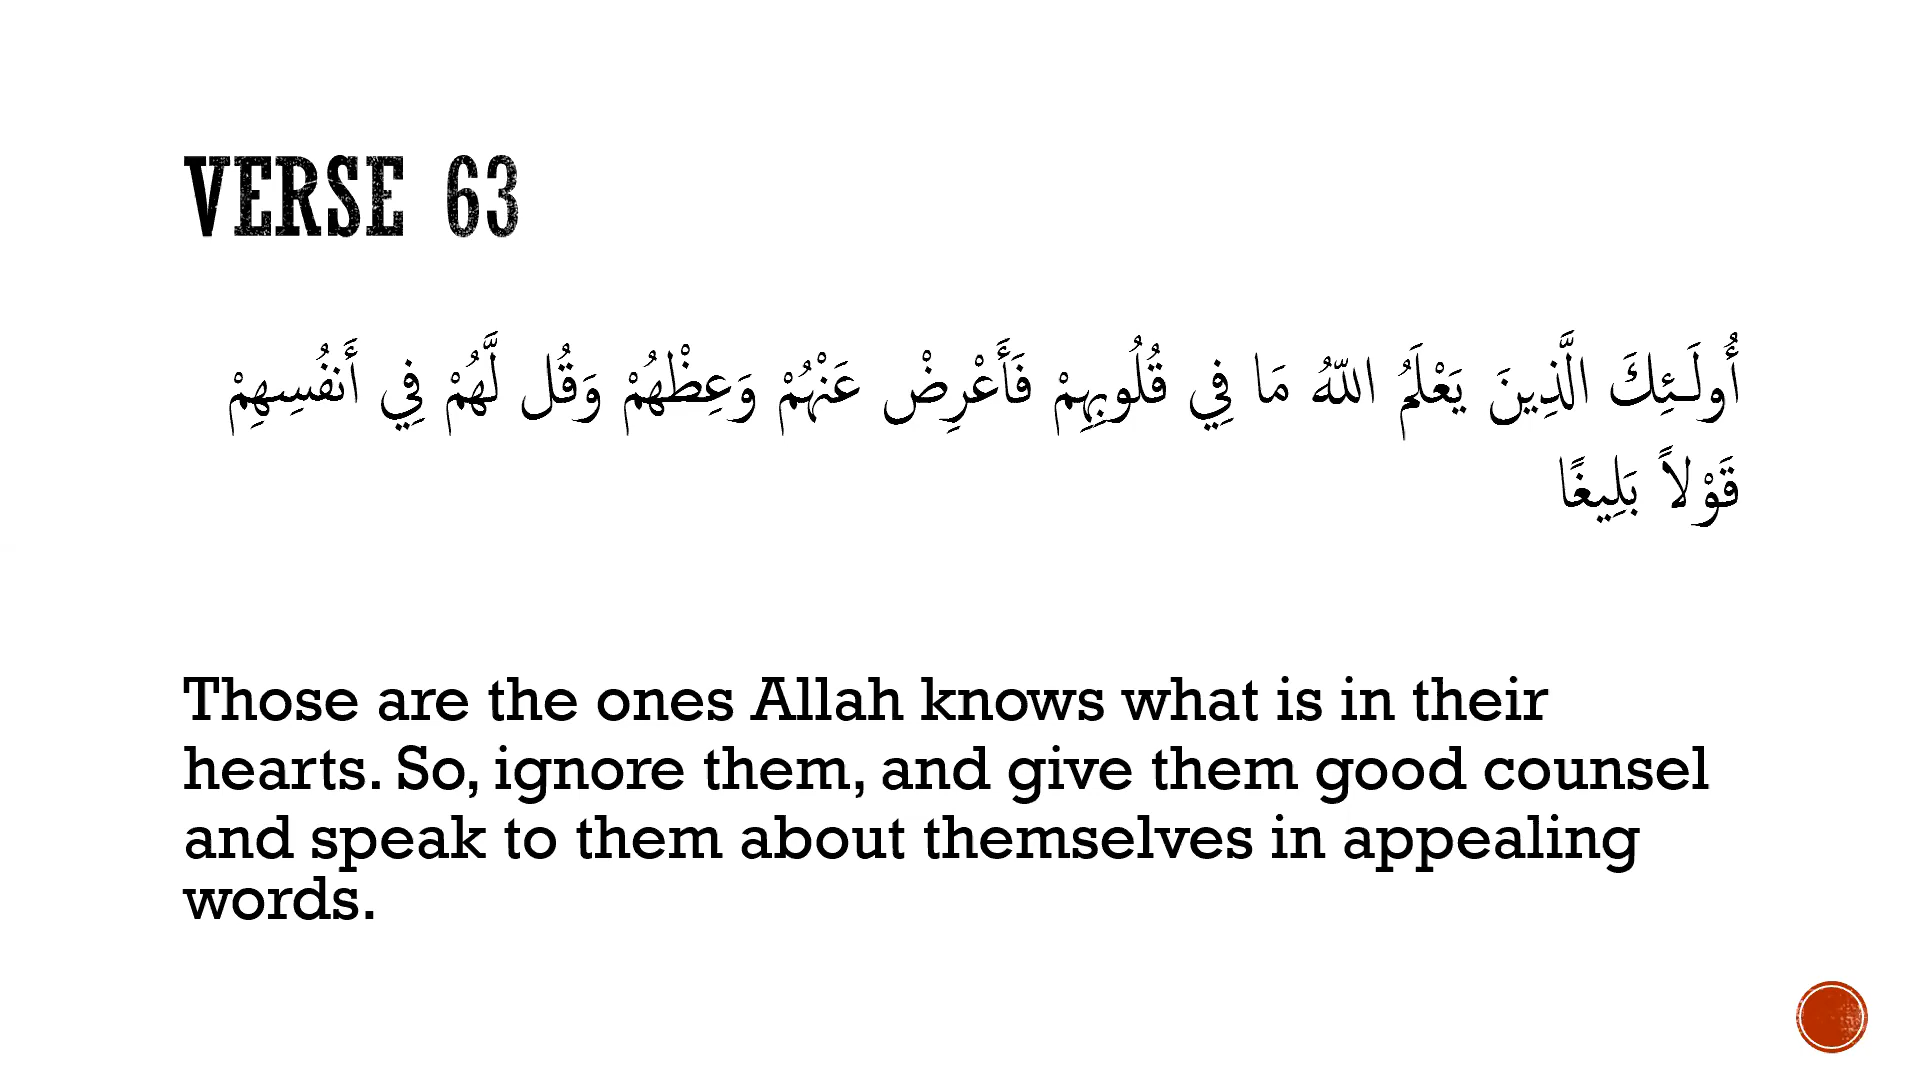 VERSE 63
أُولَـئِكَ الَّذِينَ يَعْلَمُ اللّهُ مَا فِي قُلُوبِهِمْ فَأَعْرِضْ عَنْهُمْ وَعِظْهُمْ وَقُل لَّهُمْ فِي أَنفُسِهِمْ
قَوْلاً بَلِيغًا
Those are the ones Allah knows what is in their
hearts. So, ignore them, and give them good counsel
and speak to them about themselves in appealing
words.